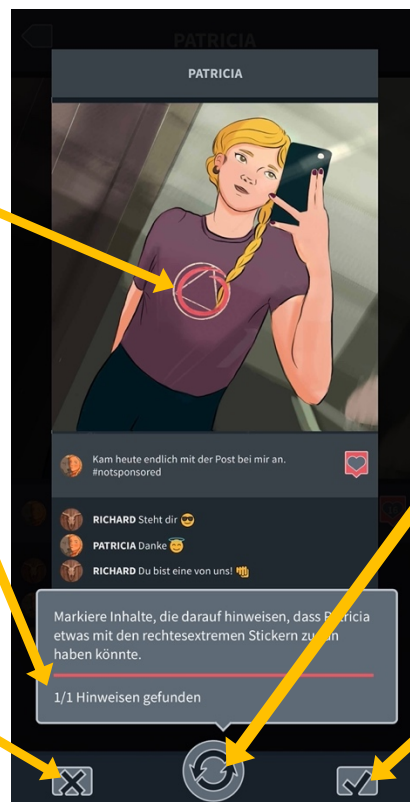 PATRICIA
PATRICIA
Kam heute endlich mit der Post bei mir an.
#notsponsored
RICHARD Steht dir 😎
PATRICIA Danke 😇
RICHARD Du bist eine von uns! 👊
Markiere Inhalte, die darauf hinweisen, dass Patricia
etwas mit den rechtesextremen Stickern zu tun
haben könnte.
1/1 Hinweisen gefunden